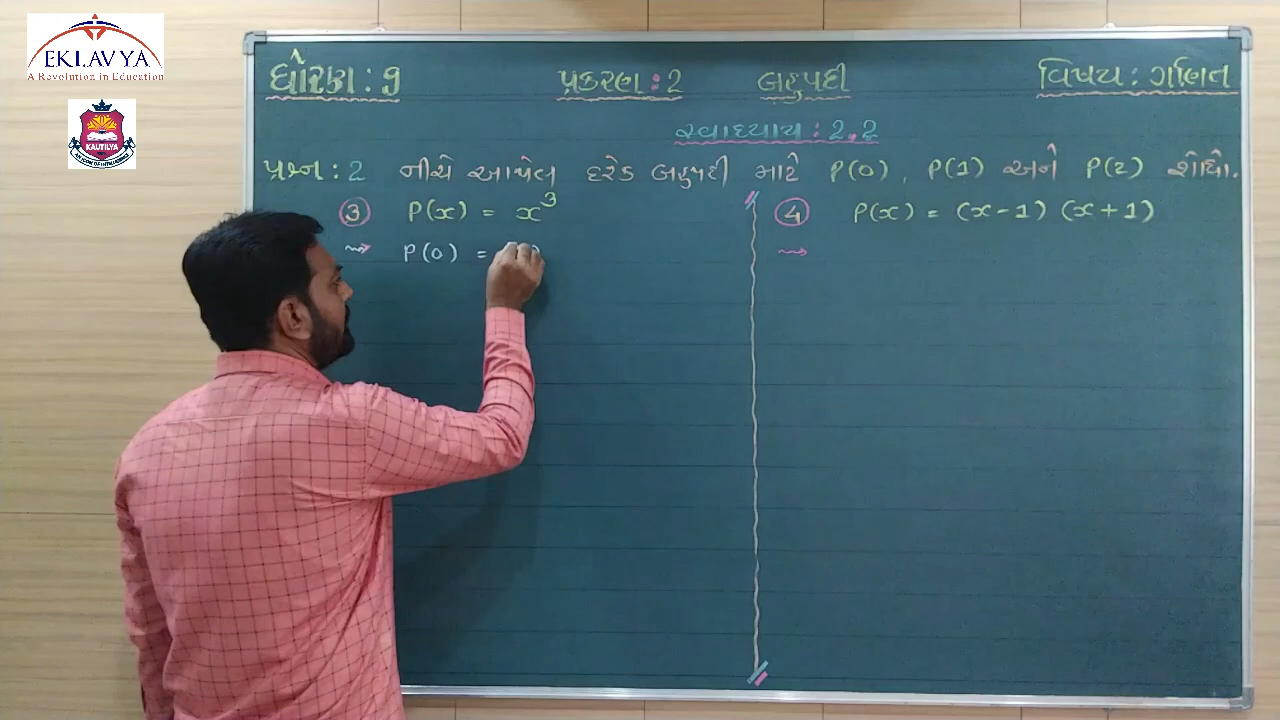 EKLAVYA
A Revolution in Education
KAUTILYA
ધોરણ : 9 પ્રકરણ : 2 બહુપદી વિષય : ગણિત
સ્વાધ્યાય : 2.2
પ્રશ્ન : 2 નીચે આપેલ દરેક બહુપદી માટે P(0), P(1) અને P(2) શોધો.
③ P(x) = x³
P(0) =
④ P(x) = (x-1) (x+1)